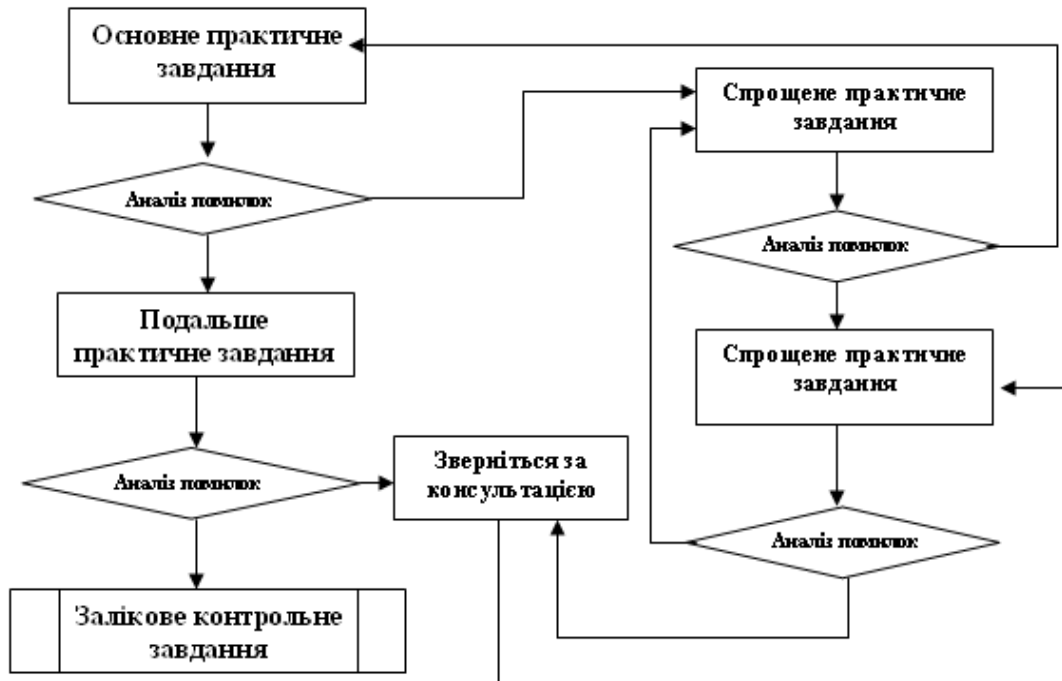 Основне практичне
завдання
Аналіз помилок
Подальше
практичне завдання
Аналіз помилок
Залікове контрольне
завдання
Зверніться за
консультацією
Спрощене практичне
завдання
Аналіз помилок
Спрощене практичне
завдання
Аналіз помилок